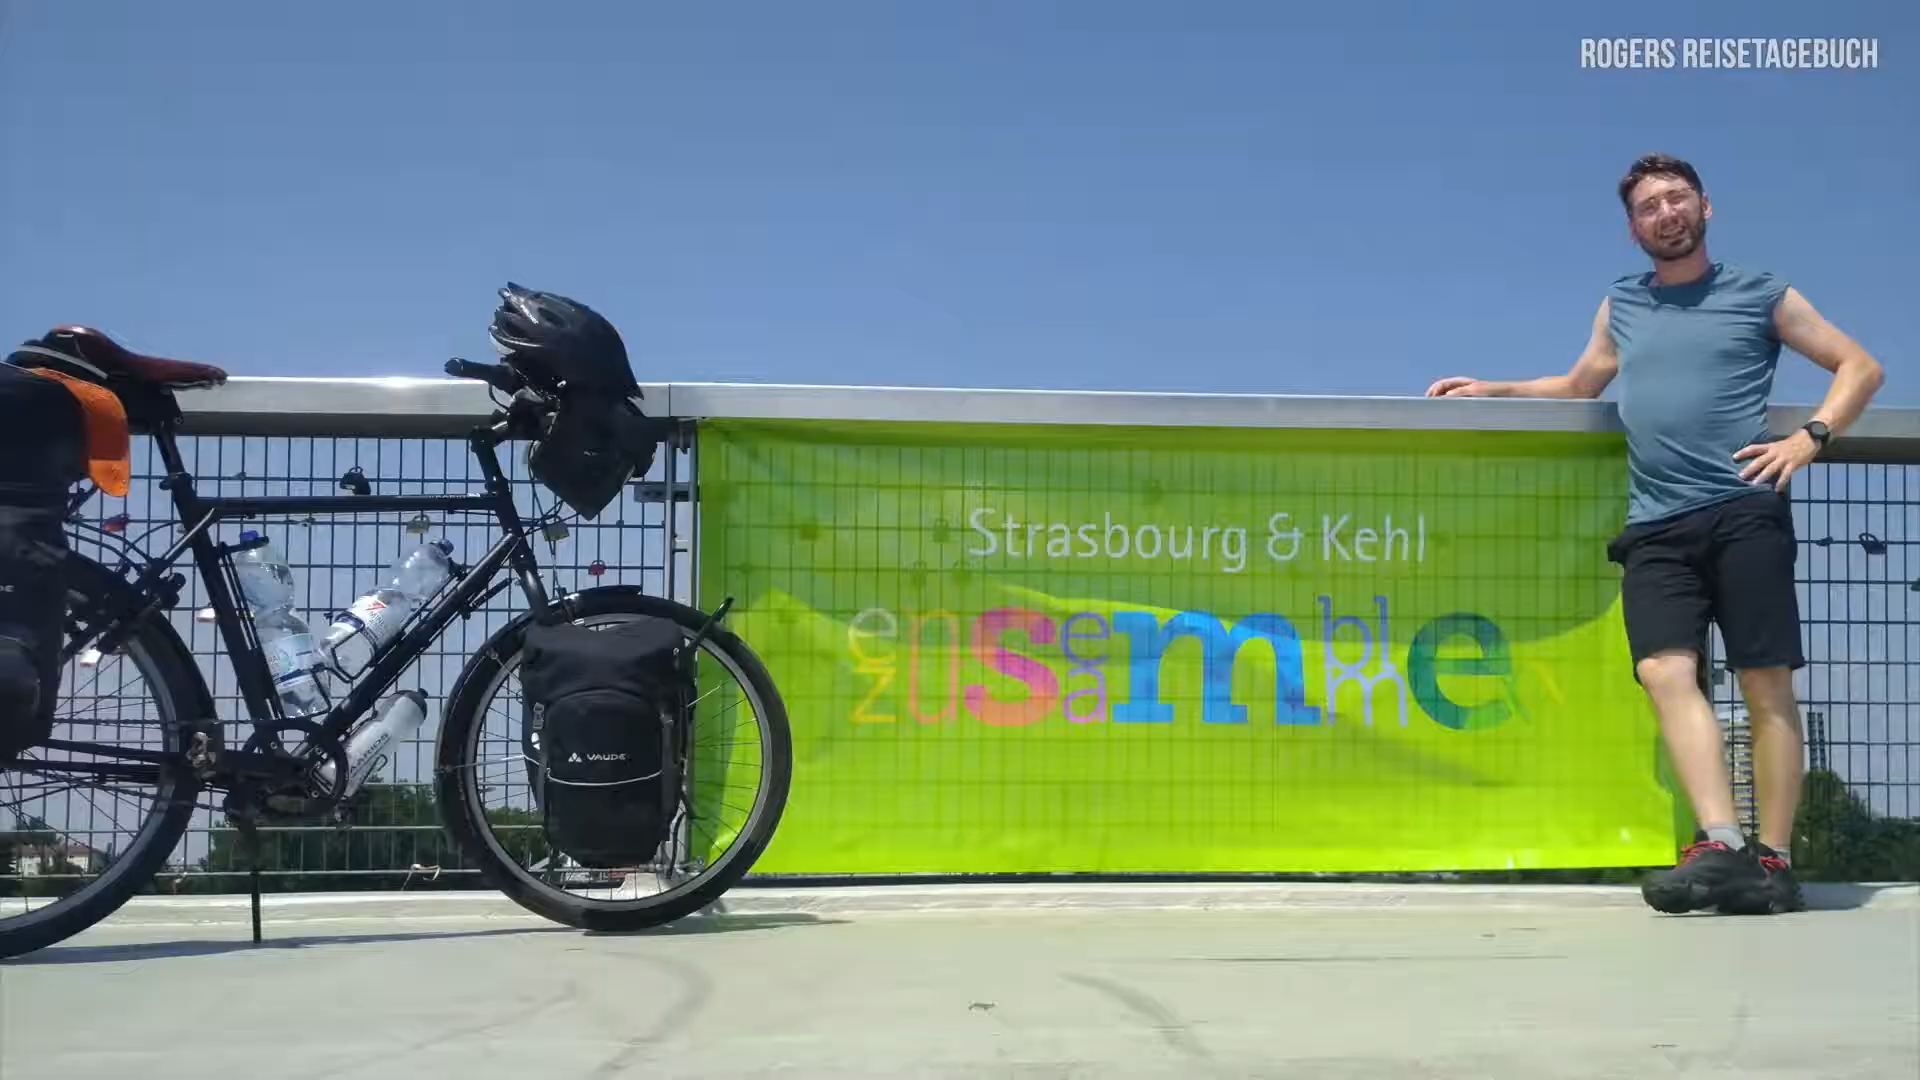 ROGERS REISETAGEBUCH
Strasbourg & Kehl
ensemble
zusammen
VAUDE